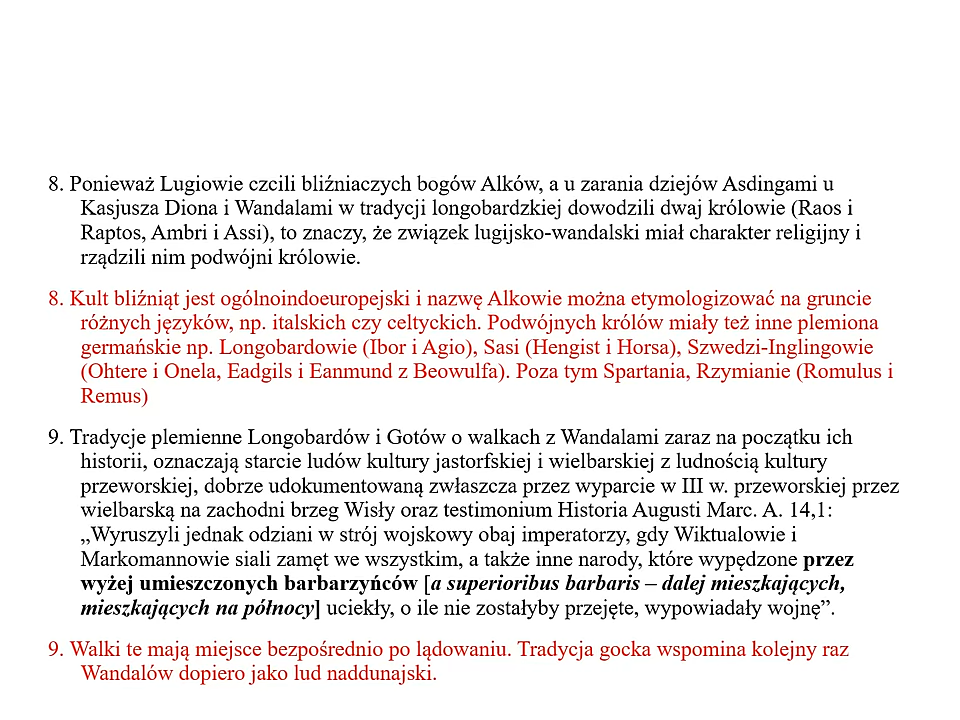 8. Ponieważ Lugiowie czcili bliźniaczych bogów Alków, a u zarania dziejów Asdingami u
Kasjusza Diona i Wandalami w tradycji longobardzkiej dowodzili dwaj królowie (Raos i
Raptos, Ambri i Assi), to znaczy, że związek lugijsko-wandalski miał charakter religijny i
rządzili nim podwójni królowie.
8. Kult bliźniąt jest ogólnoindoeuropejski i nazwę Alkowie można etymologizować na gruncie
różnych języków, np. italskich czy celtyckich. Podwójnych królów miały też inne plemiona
germańskie np. Longobardowie (Ibor i Agio), Sasi (Hengist i Horsa), Szwedzi-Inglingowie
(Ohtere i Onela, Eadgils i Eanmund z Beowulfa). Poza tym Spartania, Rzymianie (Romulus i
Remus)
9. Tradycje plemienne Longobardów i Gotów o walkach z Wandalami zaraz na początku ich
historii, oznaczają starcie ludów kultury jastorfskiej i wielbarskiej z ludnością kultury
przeworskiej, dobrze udokumentowaną zwłaszcza przez wyparcie w III w. przeworskiej przez
wielbarską na zachodni brzeg Wisły oraz testimonium Historia Augusti Marc. A. 14,1:
„Wyruszyli jednak odziani w strój wojskowy obaj imperatorzy, gdy Wiktualowie i
Markomannowie siali zamęt we wszystkim, a także inne narody, które wypędzone przez
wyżej umieszczonych barbarzyńców [a superioribus barbaris – dalej mieszkających,
mieszkających na północy] uciekły, o ile nie zostałyby przejęte, wypowiadały wojnę”.
9. Walki te mają miejsce bezpośrednio po lądowaniu. Tradycja gocka wspomina kolejny raz
Wandalów dopiero jako lud naddunajski.